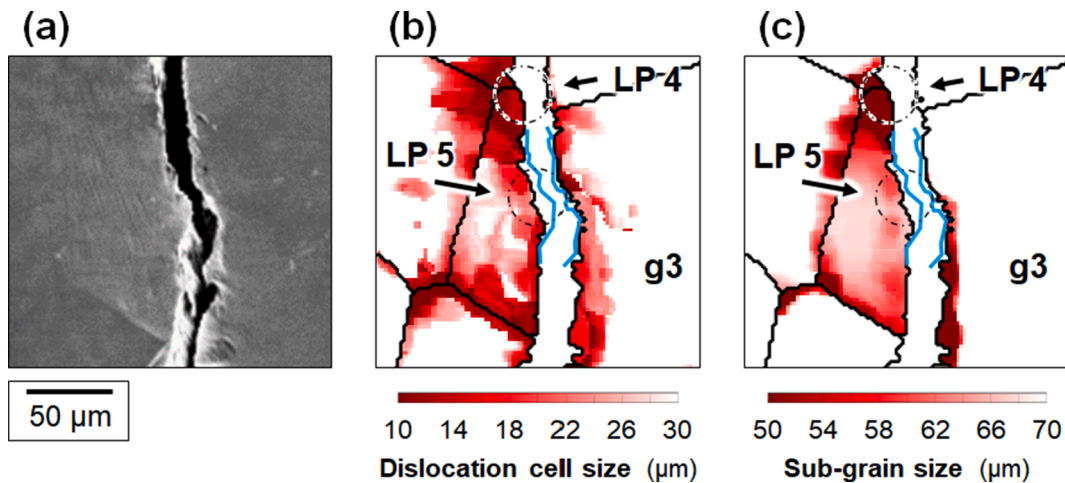 (a)
(b)
(c)
LP 4
LP 4
LP 5
LP 5
g3
g3
50 μm
10 14 18 22 26 30
50 54 58 62 66 70
Dislocation cell size (μm)
Sub-grain size (μm)